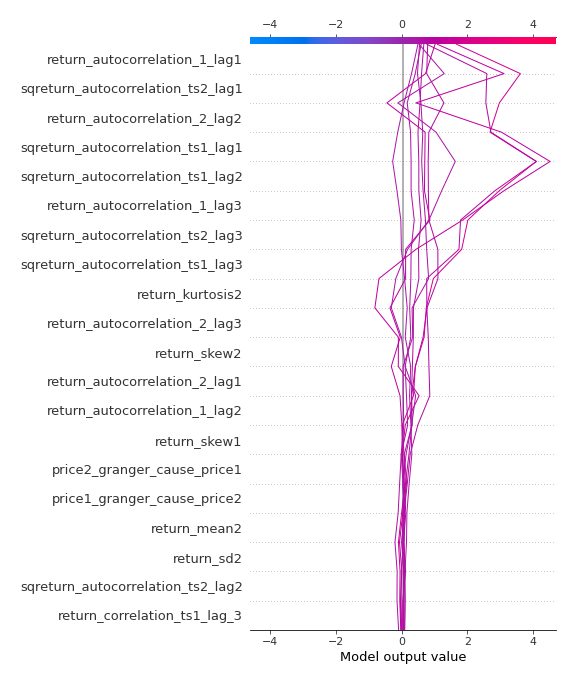 −4 −2 0 2 4
return_autocorrelation_1_lag1
sqreturn_autocorrelation_ts2_lag1
return_autocorrelation_2_lag2
sqreturn_autocorrelation_ts1_lag1
sqreturn_autocorrelation_ts1_lag2
return_autocorrelation_1_lag3
sqreturn_autocorrelation_ts2_lag3
sqreturn_autocorrelation_ts1_lag3
return_kurtosis2
return_autocorrelation_2_lag3
return_skew2
return_autocorrelation_2_lag1
return_autocorrelation_1_lag2
return_skew1
price2_granger_cause_price1
price1_granger_cause_price2
return_mean2
return_sd2
sqreturn_autocorrelation_ts2_lag2
return_correlation_ts1_lag_3
−4 −2 0 2 4
Model output value